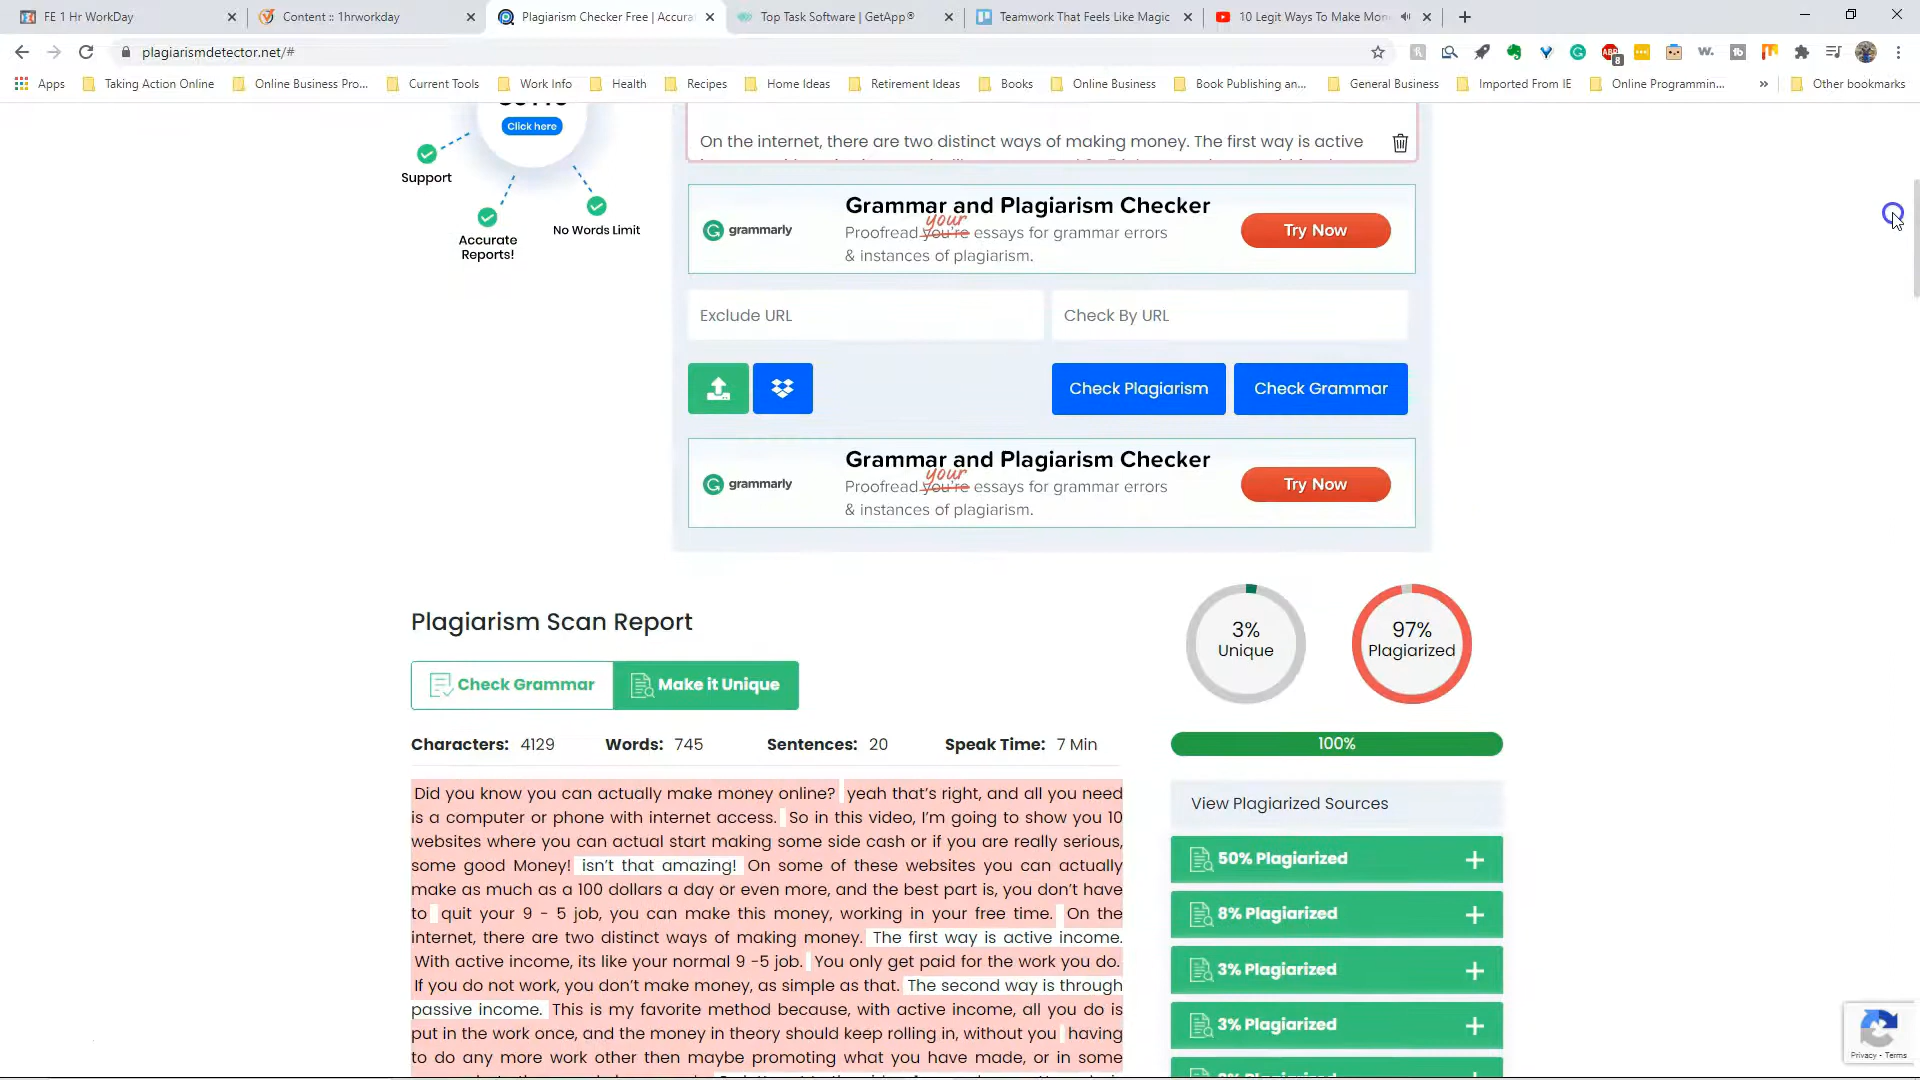 FE 1 Hr WorkDay
Content :: 1hrworkday
Plagiarism Checker Free | Accura
Top Task Software | GetApp®
Teamwork That Feels Like Magic
10 Legit Ways To Make Mon
plagiarismdetector.net/#
Apps
Taking Action Online
Online Business Pro...
Current Tools
Work Info
Health
Recipes
Home Ideas
Retirement Ideas
Books
Online Business
Book Publishing an...
General Business
Imported From IE
Online Programmin...
»
Other bookmarks
Click here
Support
Accurate
Reports!
No Words Limit
On the internet, there are two distinct ways of making money. The first way is active
grammarly
Grammar and Plagiarism Checker
your
Proofread you're essays for grammar errors
& instances of plagiarism.
Try Now
Exclude URL
Check By URL
Check Plagiarism
Check Grammar
grammarly
Grammar and Plagiarism Checker
your
Proofread you're essays for grammar errors
& instances of plagiarism.
Try Now
Plagiarism Scan Report
3%
Unique
97%
Plagiarized
Check Grammar
Make it Unique
Characters: 4129 Words: 745 Sentences: 20 Speak Time: 7 Min
100%
Did you know you can actually make money online? yeah that's right, and all you need
is a computer or phone with internet access. So in this video, I'm going to show you 10
websites where you can actual start making some side cash or if you are really serious,
some good Money! isn't that amazing! On some of these websites you can actually
make as much as a 100 dollars a day or even more, and the best part is, you don't have
to quit your 9 - 5 job, you can make this money, working in your free time. On the
internet, there are two distinct ways of making money. The first way is active income.
With active income, its like your normal 9 -5 job. You only get paid for the work you do.
If you do not work, you don't make money, as simple as that. The second way is through
passive income. This is my favorite method because, with active income, all you do is
put in the work once, and the money in theory should keep rolling in, without you having
to do any more work other then maybe promoting what you have made, or in some
View Plagiarized Sources
50% Plagiarized +
8% Plagiarized +
3% Plagiarized +
3% Plagiarized +
Privacy - Terms